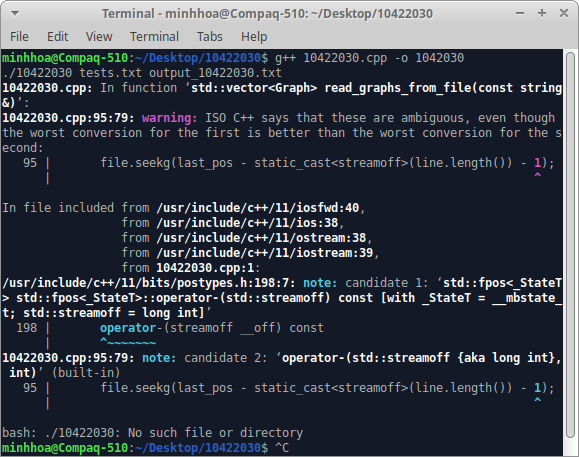 Terminal - minhhoa@Compaq-510: ~/Desktop/10422030
File Edit View Terminal Tabs Help
minhhoa@Compaq-510:~/Desktop/10422030$ g++ 10422030.cpp -o 1042030
./10422030 tests.txt output_10422030.txt
10422030.cpp: In function ‘std::vector<Graph> read_graphs_from_file(const string
&)’:
10422030.cpp:95:79: warning: ISO C++ says that these are ambiguous, even though
the worst conversion for the first is better than the worst conversion for the s
econd:
95 | file.seekg(last_pos - static_cast<streamoff>(line.length()) - 1);
| ^
In file included from /usr/include/c++/11/iosfwd:40,
from /usr/include/c++/11/ios:38,
from /usr/include/c++/11/ostream:38,
from /usr/include/c++/11/iostream:39,
from 10422030.cpp:1:
/usr/include/c++/11/bits/postypes.h:198:7: note: candidate 1: ‘std::fpos<_StateT
> std::fpos<_StateT>::operator-(std::streamoff) const [with _StateT = __mbstate_
t; std::streamoff = long int]’
198 | operator-(streamoff __off) const
| ^~~~~~~~
10422030.cpp:95:79: note: candidate 2: ‘operator-(std::streamoff {aka long int},
int)’ (built-in)
95 | file.seekg(last_pos - static_cast<streamoff>(line.length()) - 1);
| ^
bash: ./10422030: No such file or directory
minhhoa@Compaq-510:~/Desktop/10422030$ ^C